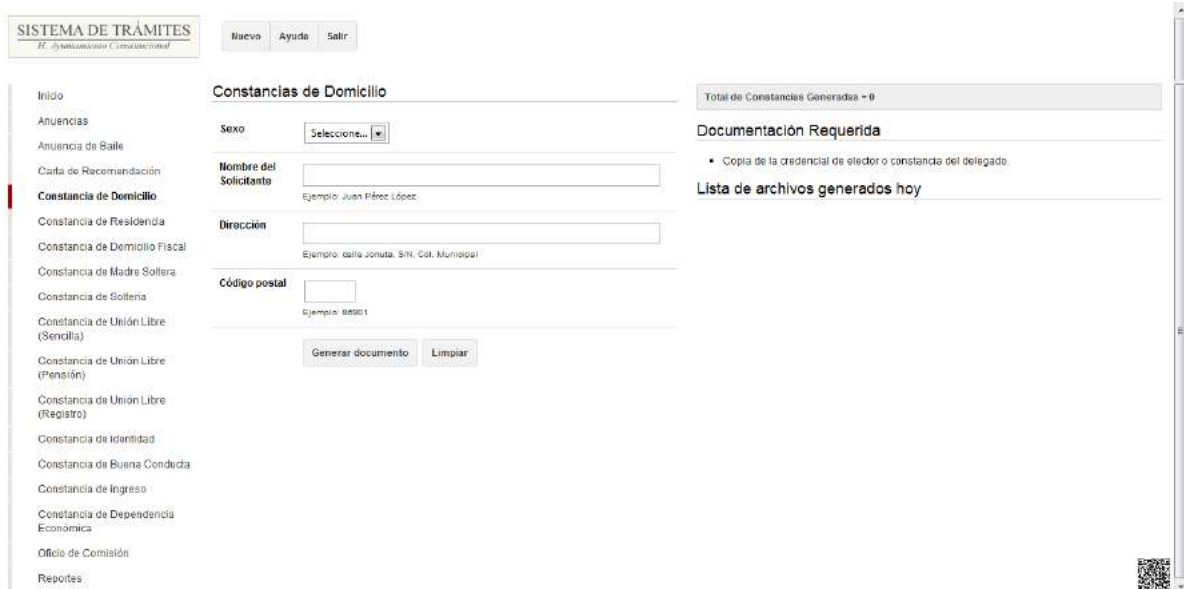 SISTEMA DE TRÁMITES
H. Ayuntamiento Constitucional
Nuevo Ayuda Salir
Inicio
Anuencias
Anuencia de Baile
Carta de Recomendación
Constancia de Domicilio
Constancia de Residencia
Constancia de Domicilio Fiscal
Constancia de Madre Soltera
Constancia de Solteria
Constancia de Unión Libre
(Sencilla)
Constancia de Unión Libre
(Pensión)
Constancia de Unión Libre
(Registro)
Constancia de Identidad
Constancia de Buena Conducta
Constancia de Ingreso
Constancia de Dependencia
Económica
Oficio de Comisión
Reportes
Constancias de Domicilio
Sexo
Seleccione...
Nombre del
Solicitante
Ejemplo: Juan Pérez López
Dirección
Ejemplo: calle Jonuta, S/N, Col. Municipal
Código postal
Ejemplo:
Generar documento Limpiar
Total de Constancias Generadas = 0
Documentación Requerida
Copia de la credencial de elector o constancia del delegado.
Lista de archivos generados hoy